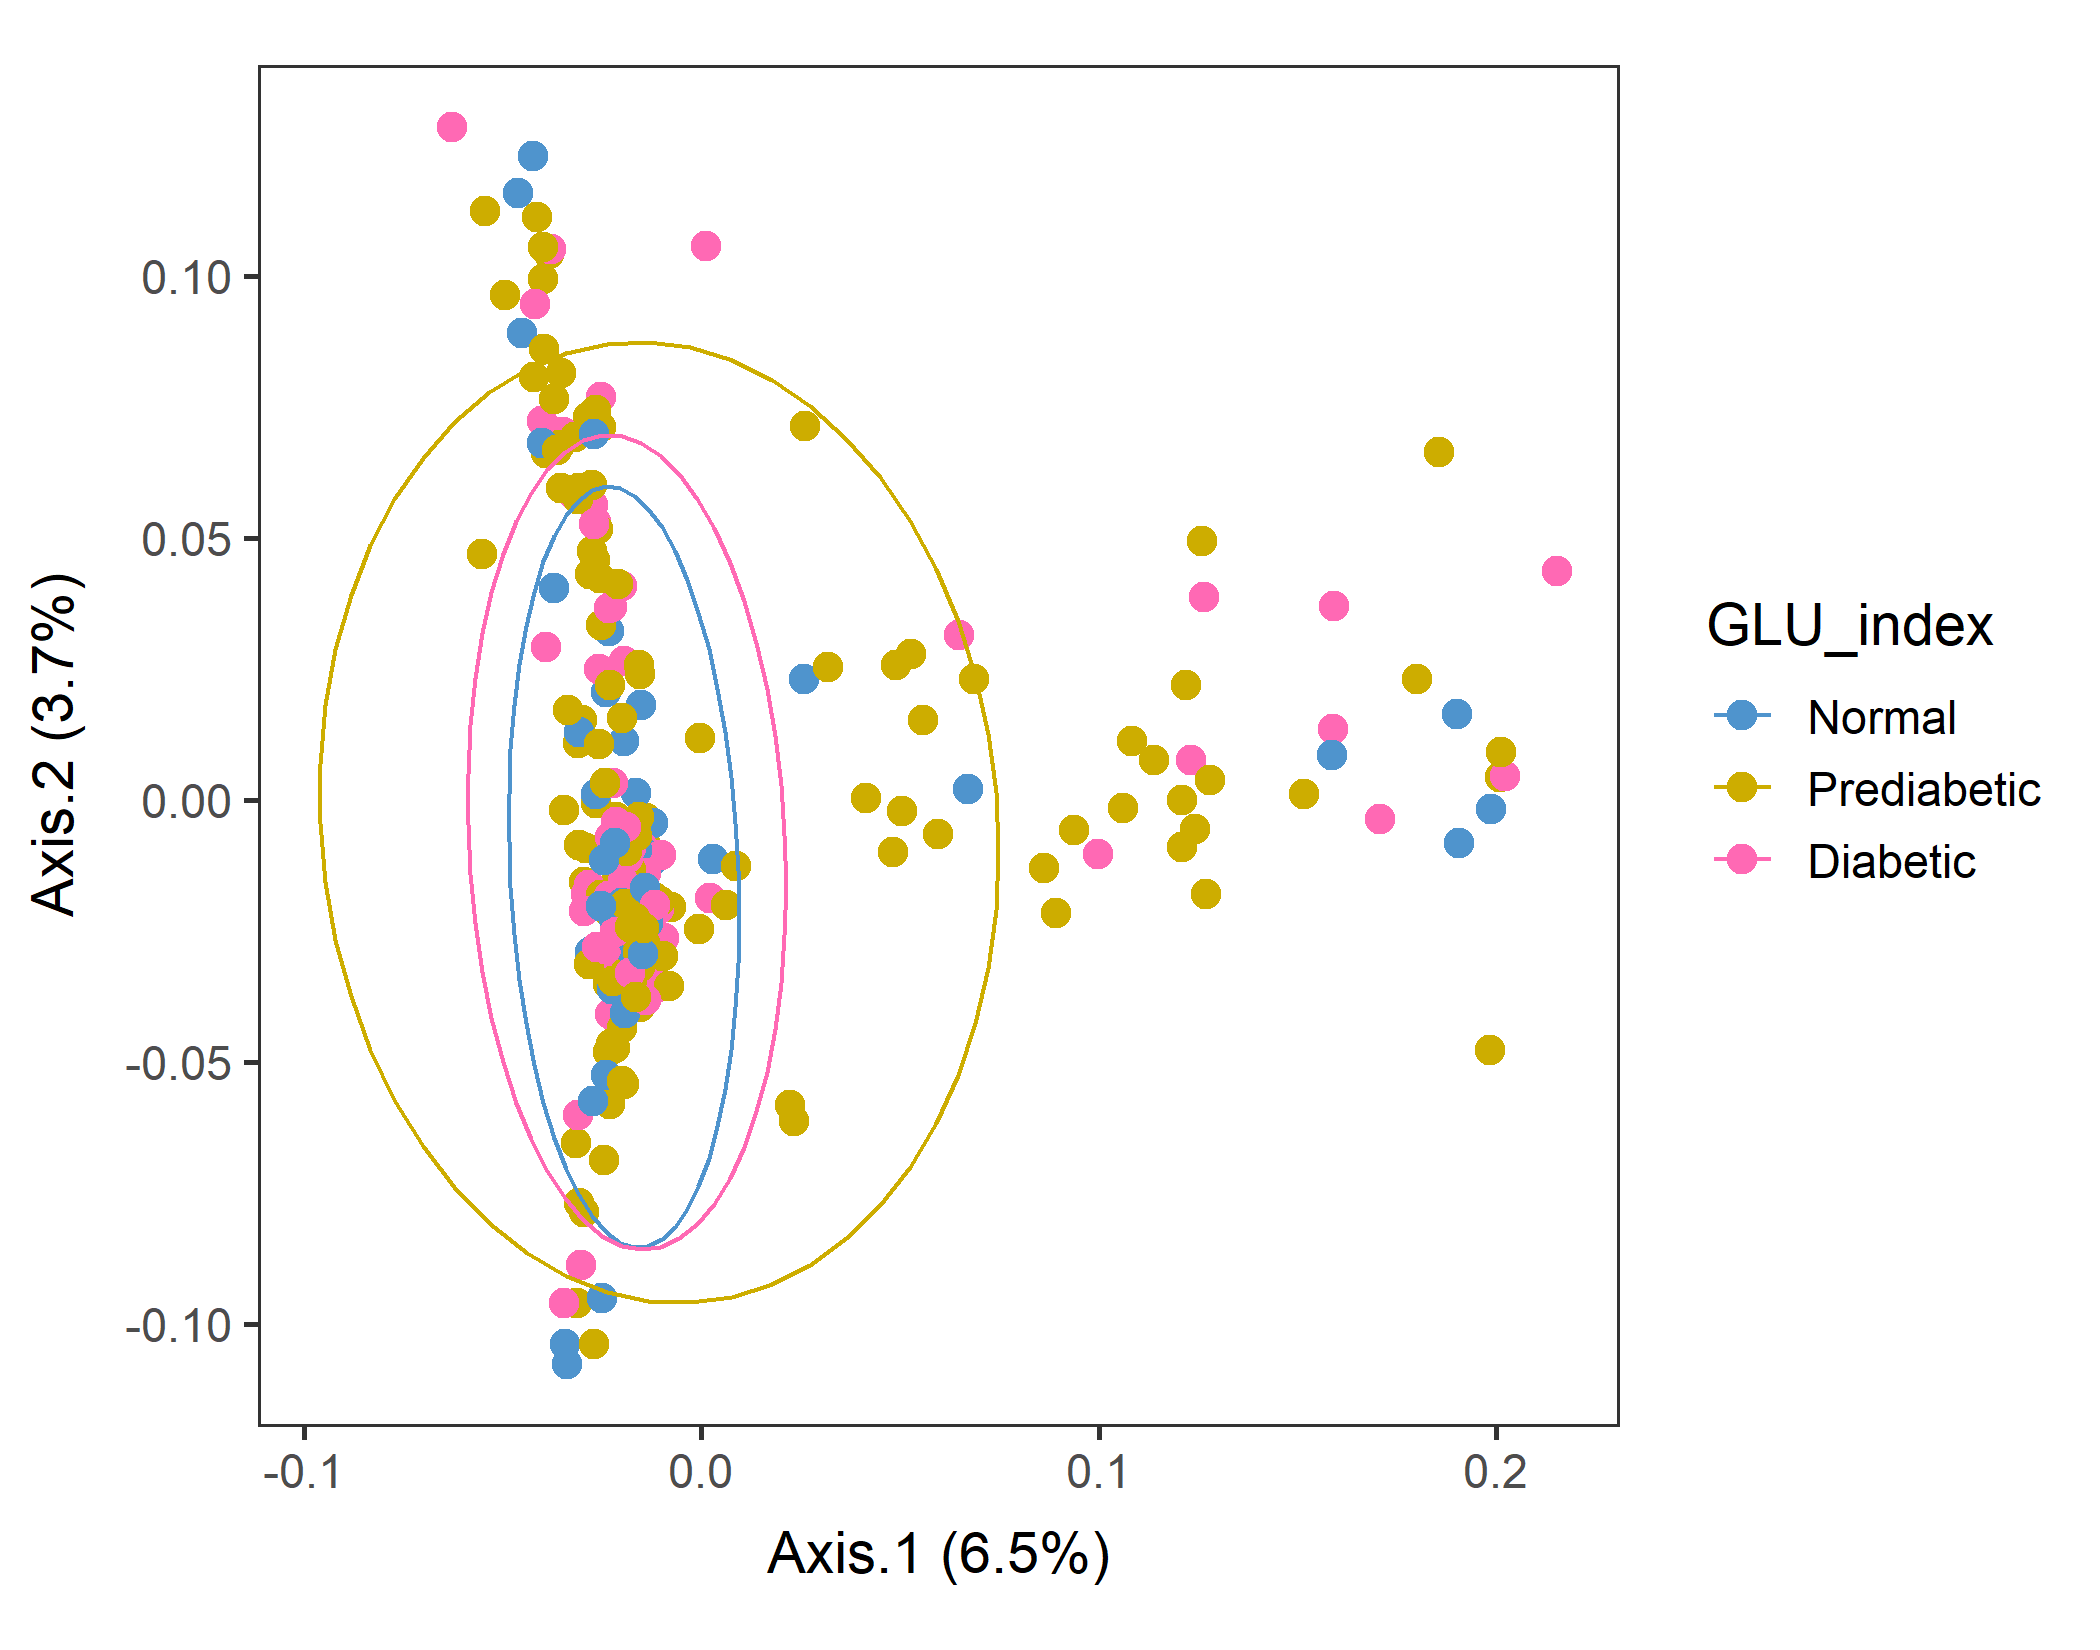 0.10
0.05
0.00
-0.05
-0.10
-0.1
0.0
0.1
0.2
Axis.1 (6.5%)
Axis.2 (3.7%)
GLU_index
Normal
Prediabetic
Diabetic